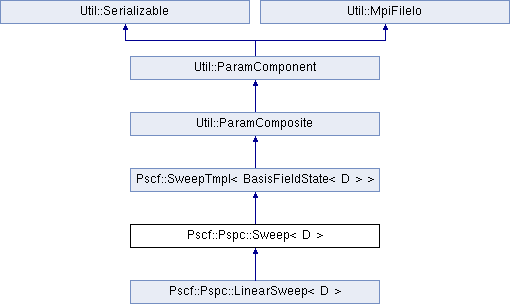 Util::Serializable
Util::MpiFileIo
Util::ParamComponent
Util::ParamComposite
Pscf::SweepTmpl< BasisFieldState< D > >
Pscf::Pspc::Sweep< D >
Pscf::Pspc::LinearSweep< D >